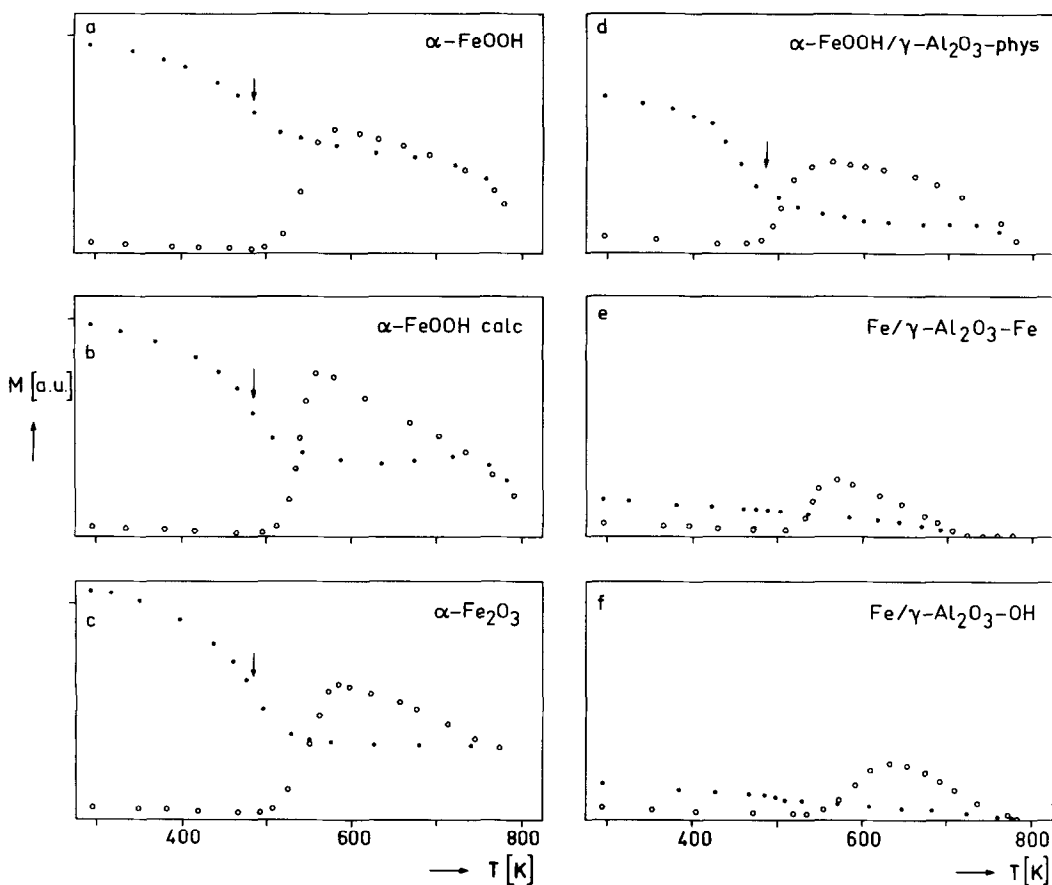 a
α-FeOOH
d
α-FeOOH/γ-Al₂O₃-phys
b
α-FeOOH calc
e
Fe/γ-Al₂O₃-Fe
M [a.u.]
c
α-Fe₂O₃
f
Fe/γ-Al₂O₃-OH
400 600 800
T [K]
400 600 800
T [K]